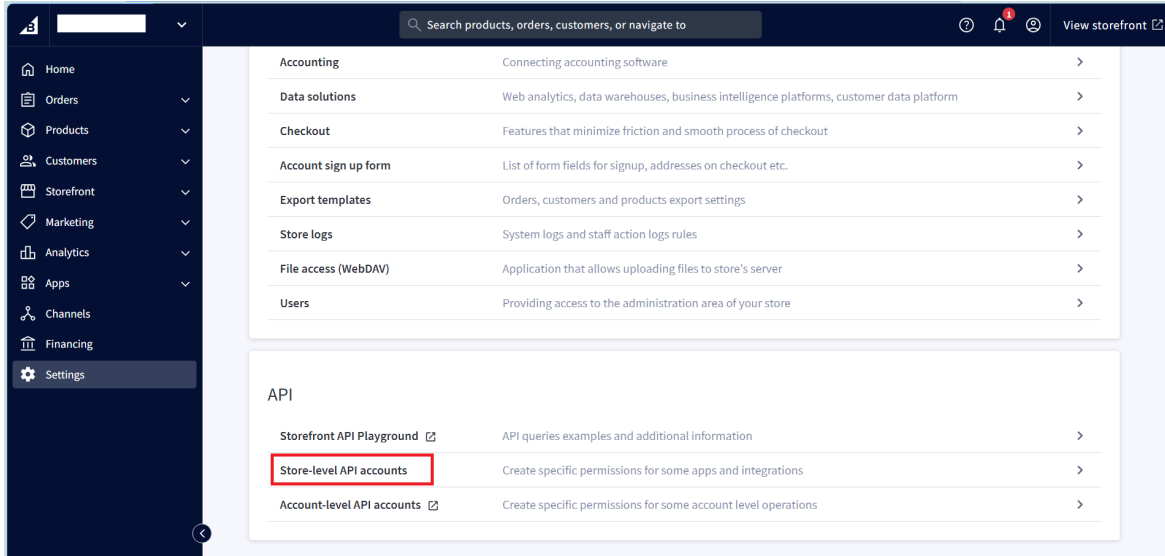 B
Search products, orders, customers, or navigate to
1
View storefront
Home
Orders
Products
Customers
Storefront
Marketing
Analytics
Apps
Channels
Financing
Settings
Accounting Connecting accounting software
Data solutions Web analytics, data warehouses, business intelligence platforms, customer data platform
Checkout Features that minimize friction and smooth process of checkout
Account sign up form List of form fields for signup, addresses on checkout etc.
Export templates Orders, customers and products export settings
Store logs System logs and staff action logs rules
File access (WebDAV) Application that allows uploading files to store's server
Users Providing access to the administration area of your store
API
Storefront API Playground API queries examples and additional information
Store-level API accounts Create specific permissions for some apps and integrations
Account-level API accounts Create specific permissions for some account level operations